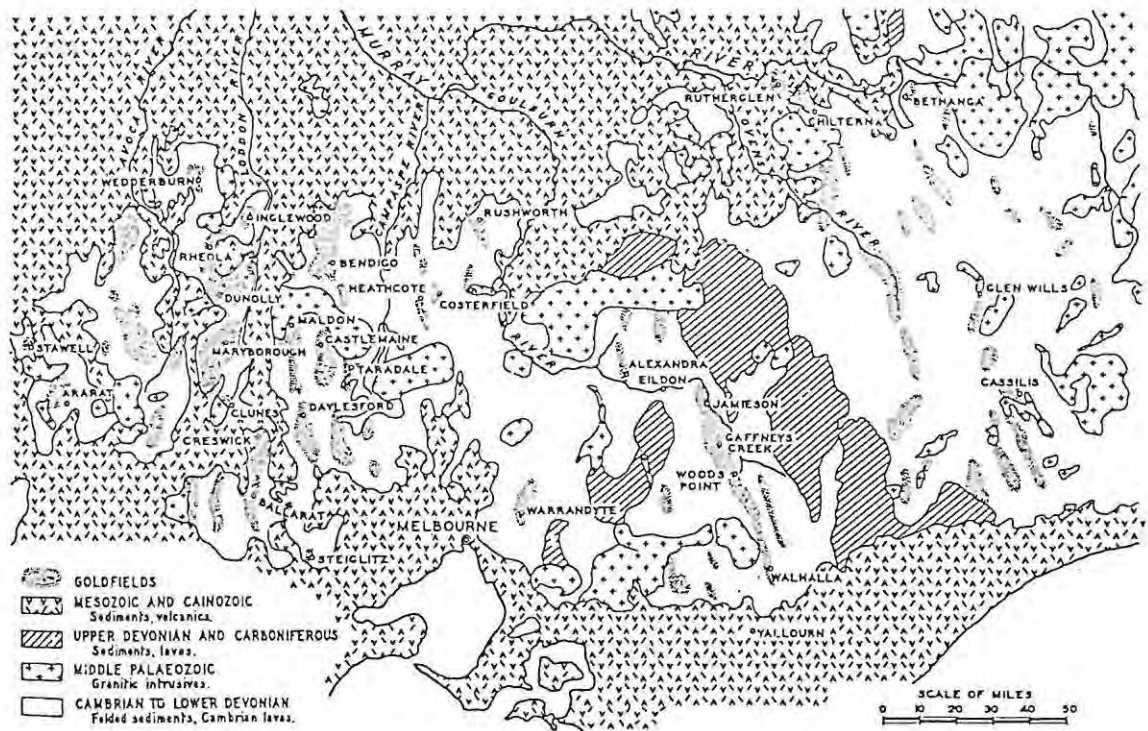 AVOCA RIVER
LODDON RIVER
MURRAY RIVER
CAMPASPE RIVER
GOULBURN RIVER
OVENS RIVER
RUTHERGLEN
CHILTERN
BETHANGA
WEDDERBURN
INGLEWOOD
RUSHWORTH
RHEOLA
BENDIGO
HEATHCOTE
COSTERFIELD
GLEN WILLS
DUNOLLY
MALDON
CASTLEMAINE
STAWELL
MARYBOROUGH
TARADALE
ALEXANDRA
EILDON
CASSILIS
ARARAT
CLUNES
DAYLESFORD
JAMIESON
CRESWICK
GAFFNEYS
CREEK
WOODS
POINT
BALLARAT
MELBOURNE
WARRANDYTE
STEIGLITZ
WALHALLA
YALLOURN
GOLDFIELDS
MESOZOIC AND CAINOZOIC
Sediments, volcanics.
UPPER DEVONIAN AND CARBONIFEROUS
Sediments, lavas.
MIDDLE PALAEOZOIC
Granitic intrusives.
CAMBRIAN TO LOWER DEVONIAN
Folded sediments, Cambrian lavas.
SCALE OF MILES
0 10 20 30 40 50